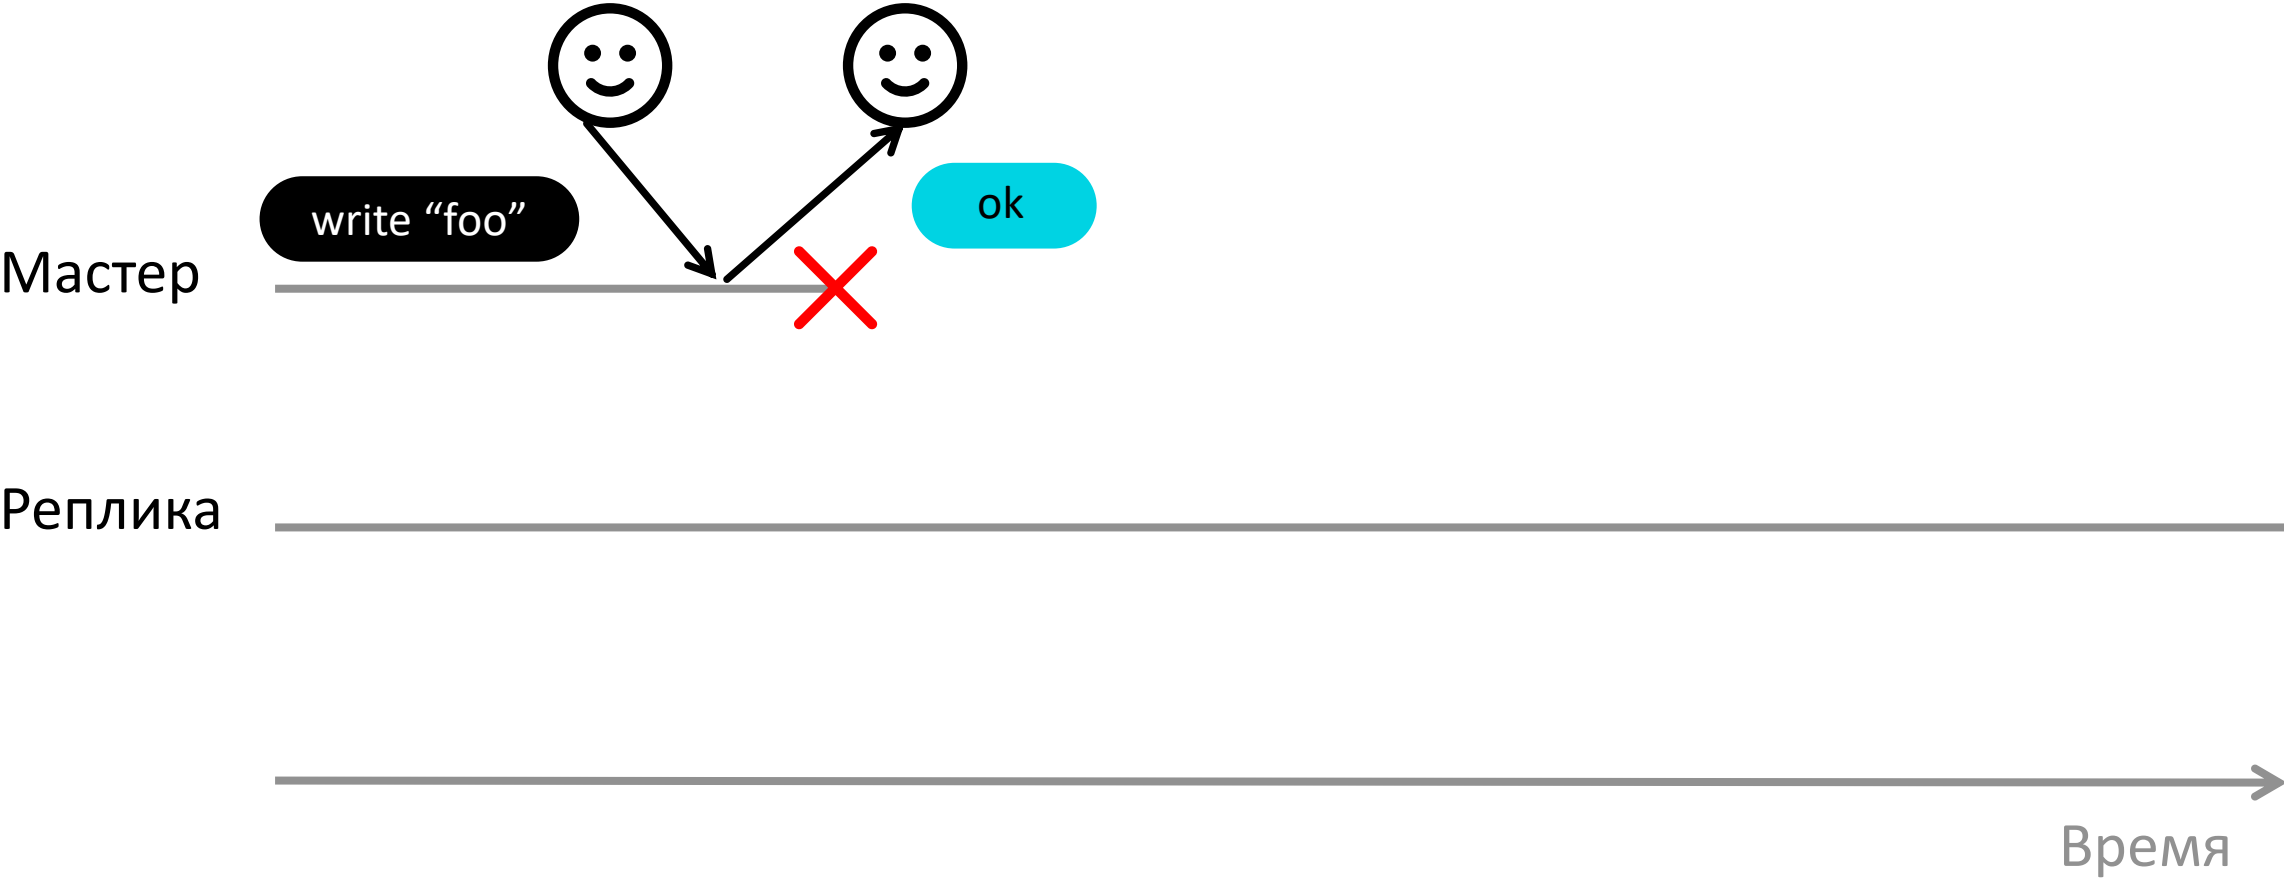 write “foo”
ok
Мастер
Реплика
Время